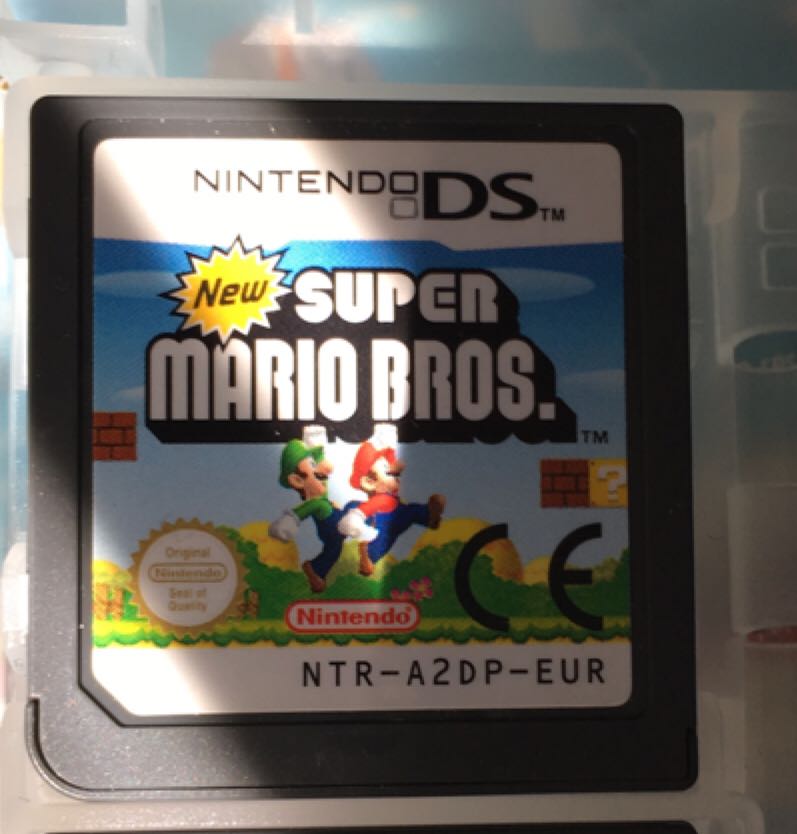 NINTENDO DS™
New SUPER
MARIO BROS.™
?
Original
Nintendo
Seal of
Quality
Nintendo®
CE
NTR-A2DP-EUR